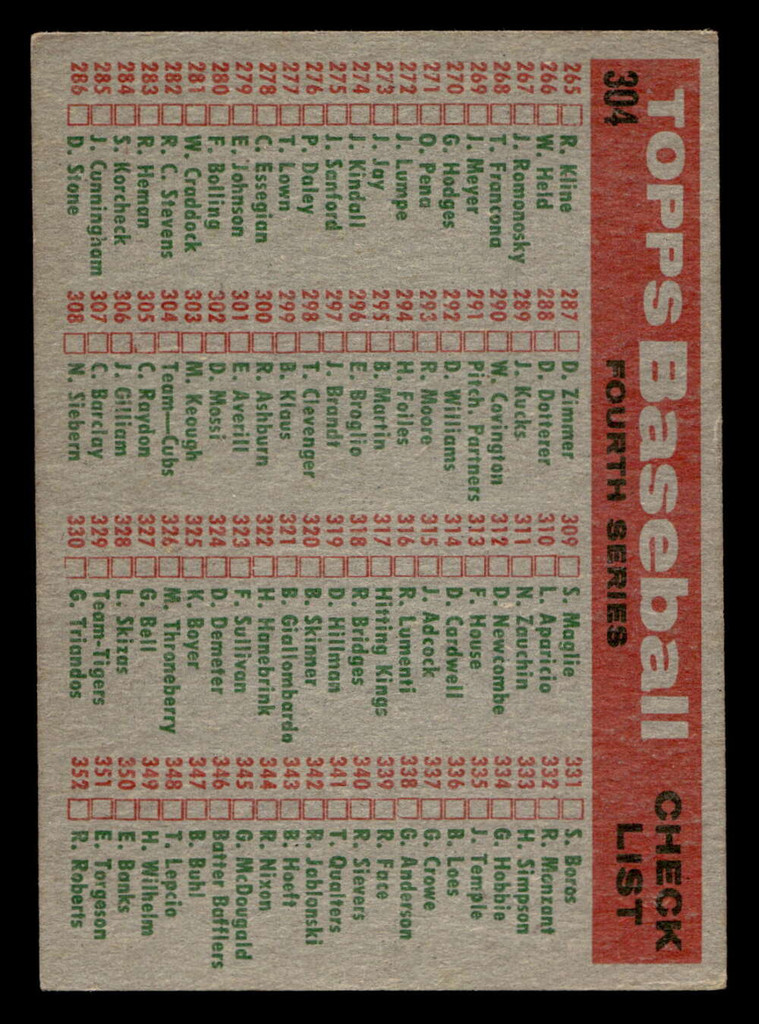 304
TOPPS Baseball
FOURTH SERIES
CHECK
LIST
265 R. Kline
266 W. Held
267 J. Romonosky
268 T. Francona
269 J. Meyer
270 G. Hodges
271 O. Pena
272 J. Lumpe
273 J. Jay
274 J. Kindall
275 J. Sanford
276 P. Daley
277 T. Lown
278 C. Essegian
279 E. Johnson
280 F. Bolling
281 W. Craddock
282 R. C. Stevens
283 R. Heman
284 S. Korcheck
285 J. Cunningham
286 D. Stone
287 D. Zimmer
288 D. Dotterer
289 J. Kucks
290 W. Covington
291 Pitch. Partners
292 D. Williams
293 R. Moore
294 H. Foiles
295 B. Martin
296 E. Broglio
297 J. Brandt
298 T. Clevenger
299 B. Klaus
300 R. Ashburn
301 E. Averill
302 D. Mossi
303 M. Keough
304 Team—Cubs
305 C. Raydon
306 J. Gilliam
307 C. Barclay
308 N. Siebern
309 S. Maglie
310 L. Aparicio
311 N. Zauchin
312 D. Newcombe
313 F. House
314 D. Cardwell
315 J. Adcock
316 R. Lumenti
317 Hitting Kings
318 R. Bridges
319 D. Hillman
320 B. Skinner
321 B. Giallombardo
322 H. Hanebrink
323 F. Sullivan
324 D. Demeter
325 K. Boyer
326 M. Throneberry
327 G. Bell
328 L. Skizas
329 Team-Tigers
330 G. Triandos
331 S. Boros
332 R. Monzant
333 H. Simpson
334 G. Hobbie
335 J. Temple
336 B. Loes
337 G. Crowe
338 G. Anderson
339 R. Face
340 R. Sievers
341 T. Qualters
342 R. Jablonski
343 B. Hoeft
344 R. Nixon
345 G. McDougald
346 Batter Bafflers
347 B. Buhl
348 T. Lepcio
349 H. Wilhelm
350 E. Banks
351 E. Torgeson
352 R. Roberts